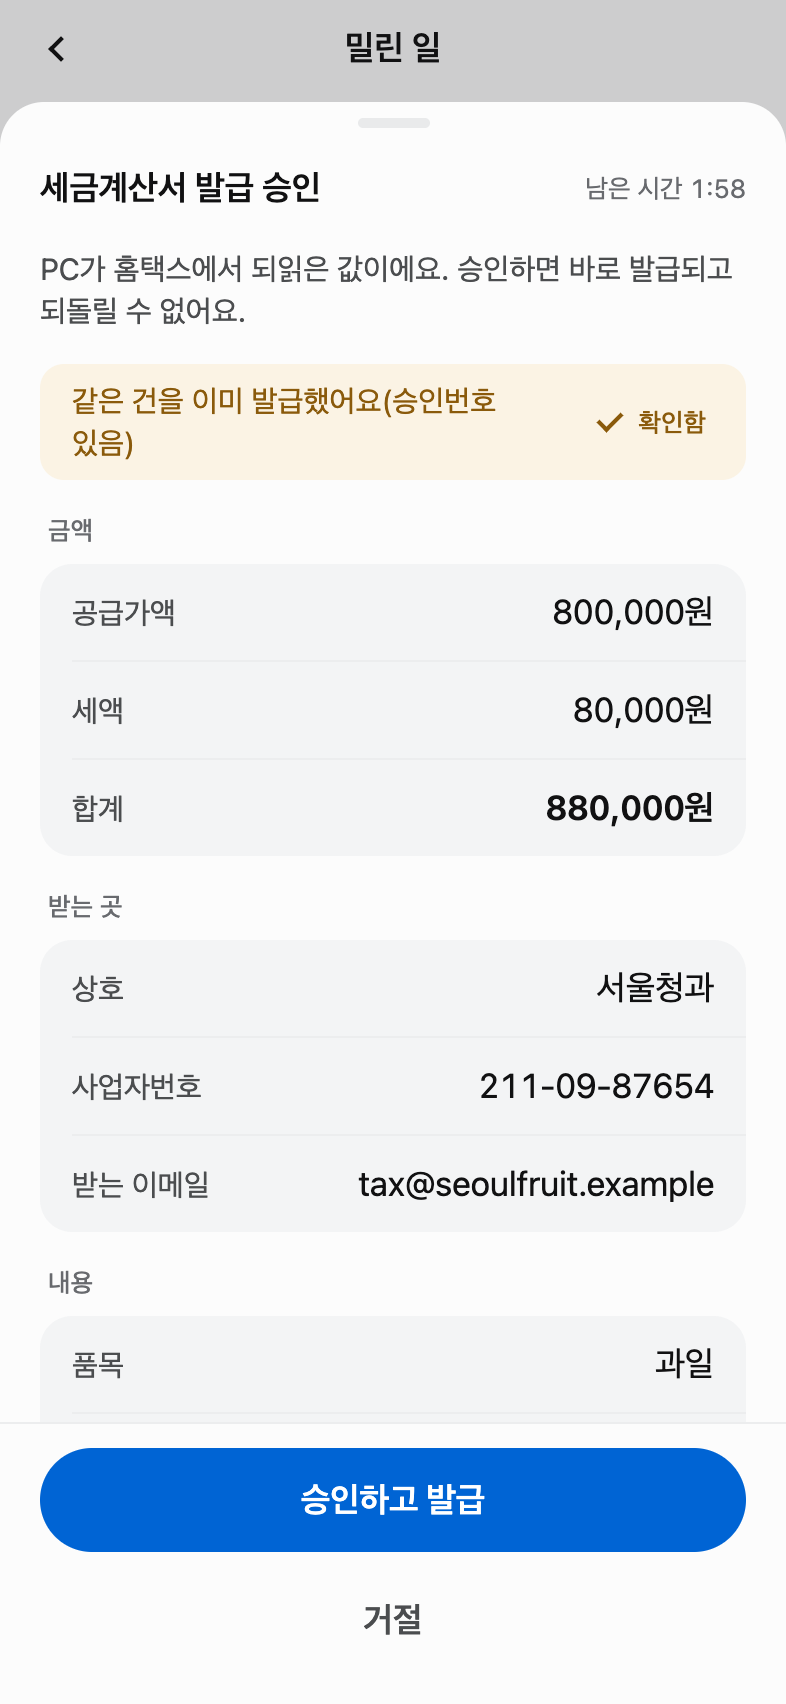 밀린 일
세금계산서 발급 승인
남은 시간 1:58
PC가 홈택스에서 되읽은 값이에요. 승인하면 바로 발급되고
되돌릴 수 없어요.
같은 건을 이미 발급했어요(승인번호
있음)
확인함
금액
공급가액 800,000원
세액 80,000원
합계 880,000원
받는 곳
상호 서울청과
사업자번호 211-09-87654
받는 이메일 tax@seoulfruit.example
내용
품목 과일
승인하고 발급
거절